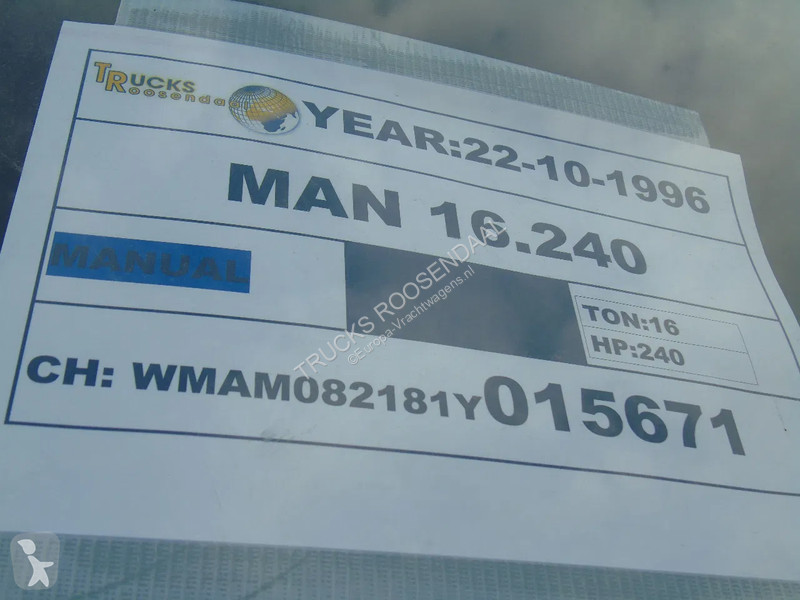 TRUCKS
Roosenda
YEAR:22-10-1996
MAN 16.240
MANUAL
TON:16
HP:240
CH: WMAM082181Y015671
TRUCKS ROOSENDAAL
©Europa-Vrachtwagens.nl